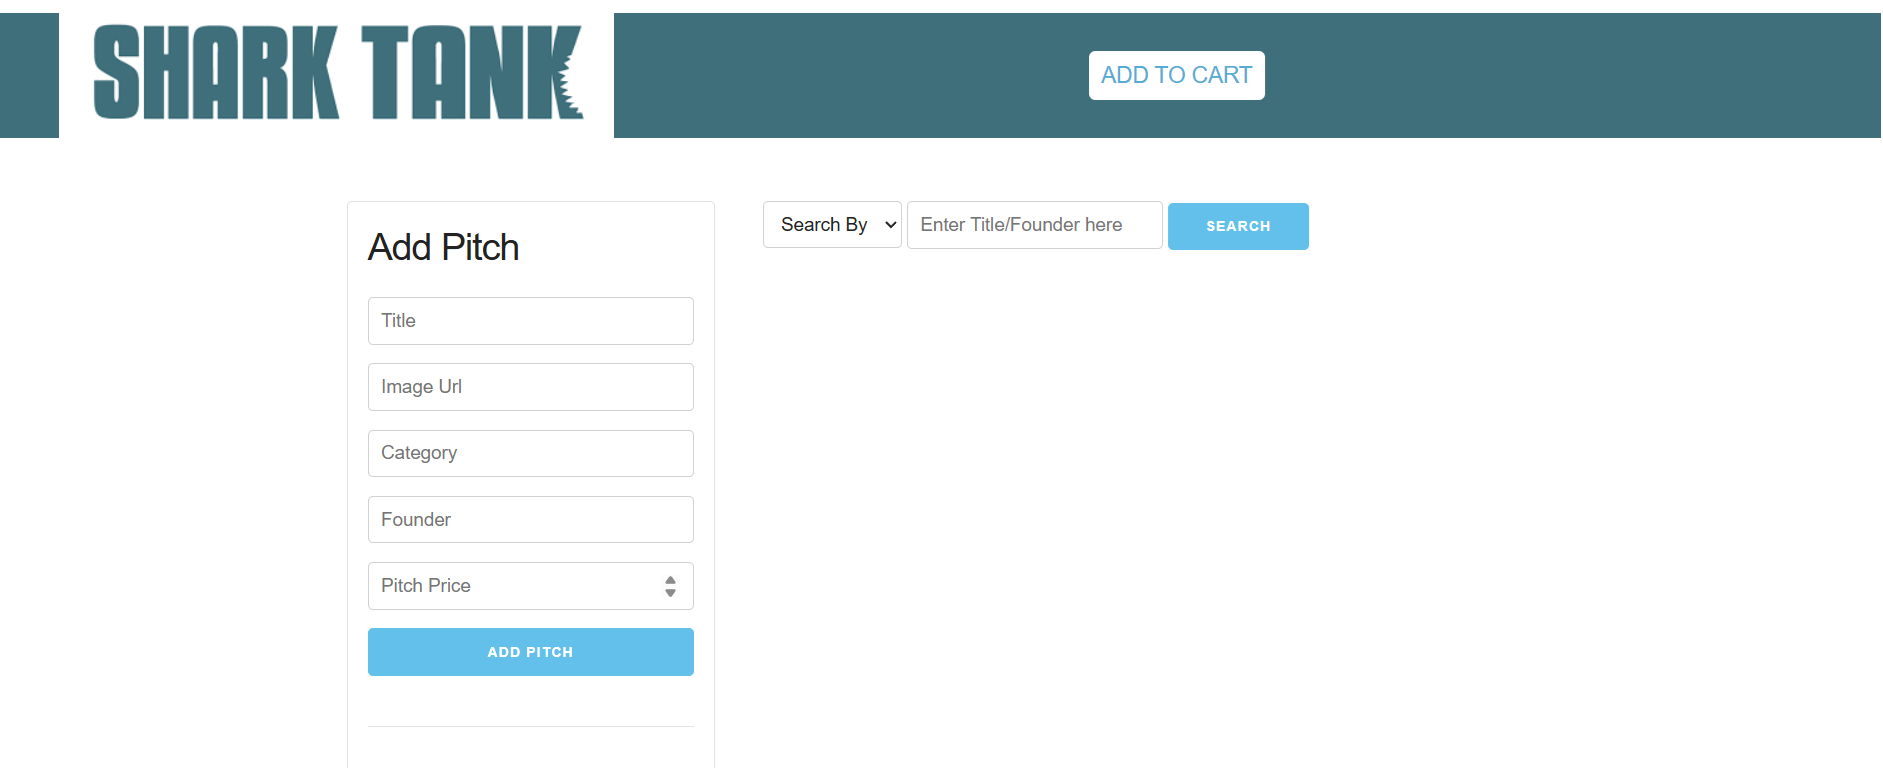 SHARK TANK
ADD TO CART
Add Pitch
Title
Image Url
Category
Founder
Pitch Price
ADD PITCH
Search By
Enter Title/Founder here
SEARCH